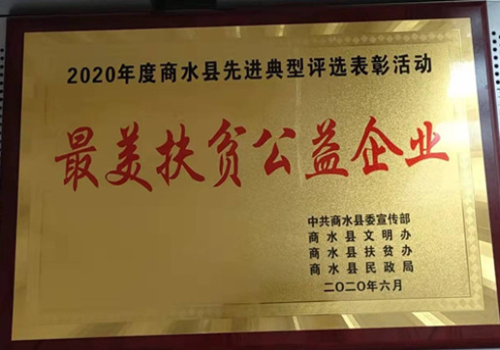 2020年度商水县先进典型评选表彰活动
最美扶贫公益企业
中共商水县委宣传部
商水县文明办
商水县扶贫办
商水县民政局
二〇二〇年六月